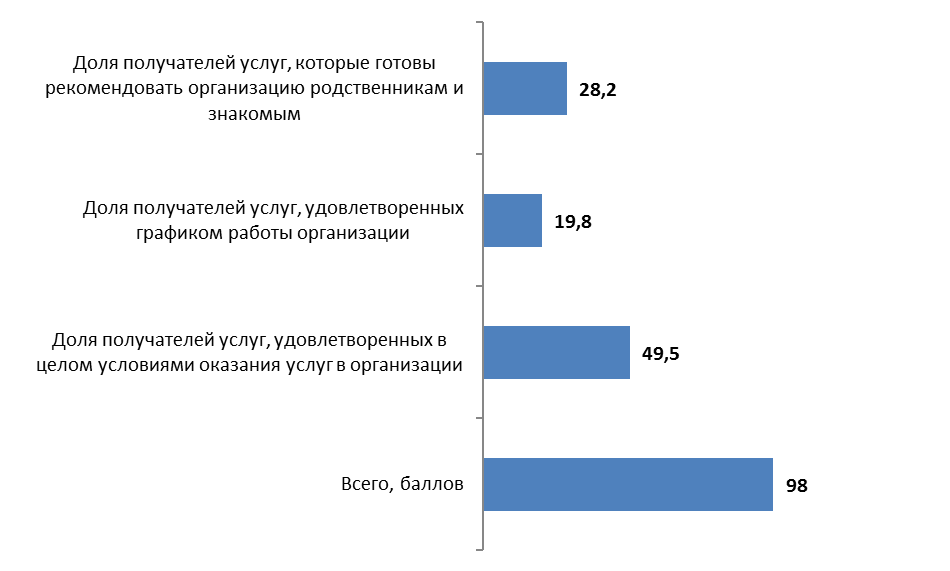 Доля получателей услуг, которые готовы
рекомендовать организацию родственникам и
знакомым
28,2
Доля получателей услуг, удовлетворенных
графиком работы организации
19,8
Доля получателей услуг, удовлетворенных в
целом условиями оказания услуг в организации
49,5
Всего, баллов
98